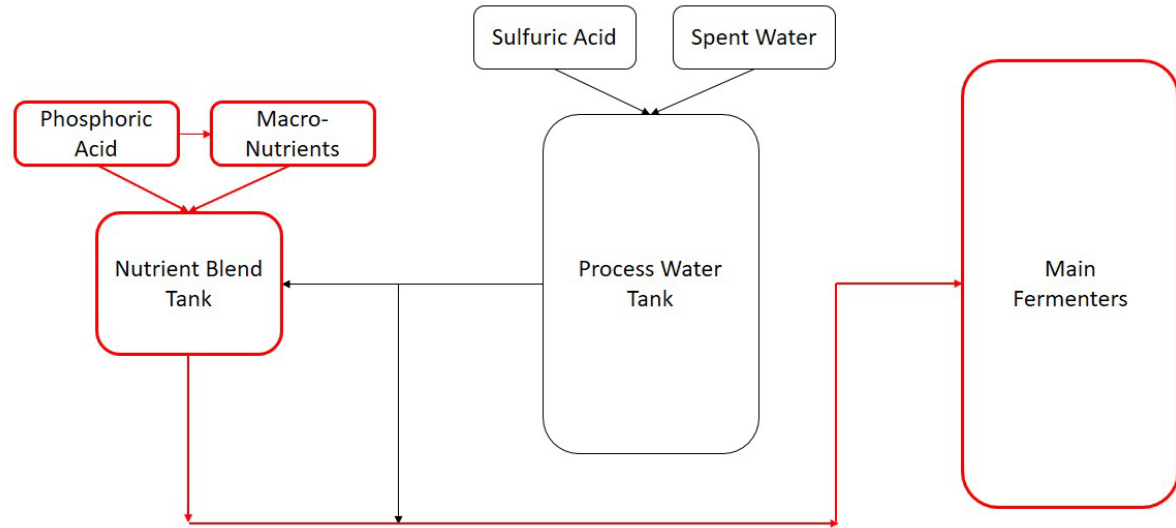 Sulfuric Acid
Spent Water
Phosphoric
Acid
Macro-
Nutrients
Nutrient Blend
Tank
Process Water
Tank
Main
Fermenters